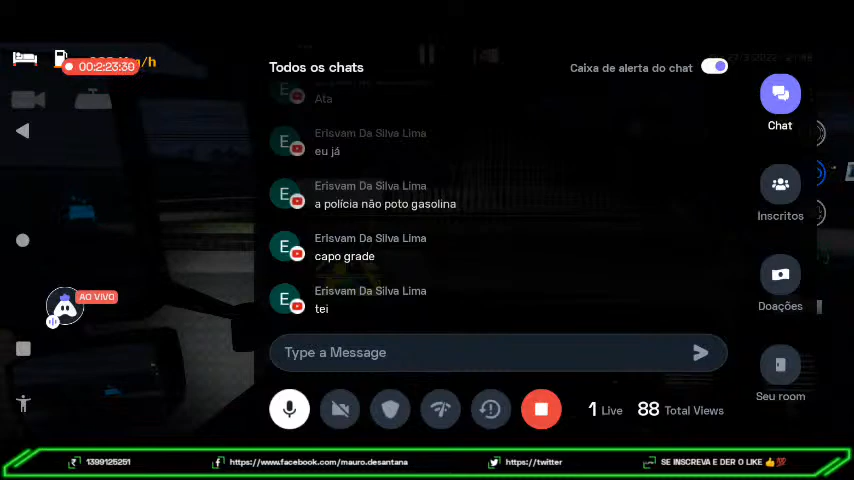 00:2:23:30
m/h
Todos os chats
Caixa de alerta do chat
Ata
Chat
Erisvam Da Silva Lima
eu já
Erisvam Da Silva Lima
a polícia não poto gasolina
Inscritos
Erisvam Da Silva Lima
capo grade
Erisvam Da Silva Lima
tei
AO VIVO
Doações
Type a Message
Seu room
1 Live 88 Total Views
1399125251
https://www.facebook.com/mauro.desantana
https://twitter
SE INSCREVA E DER O LIKE 👍💯